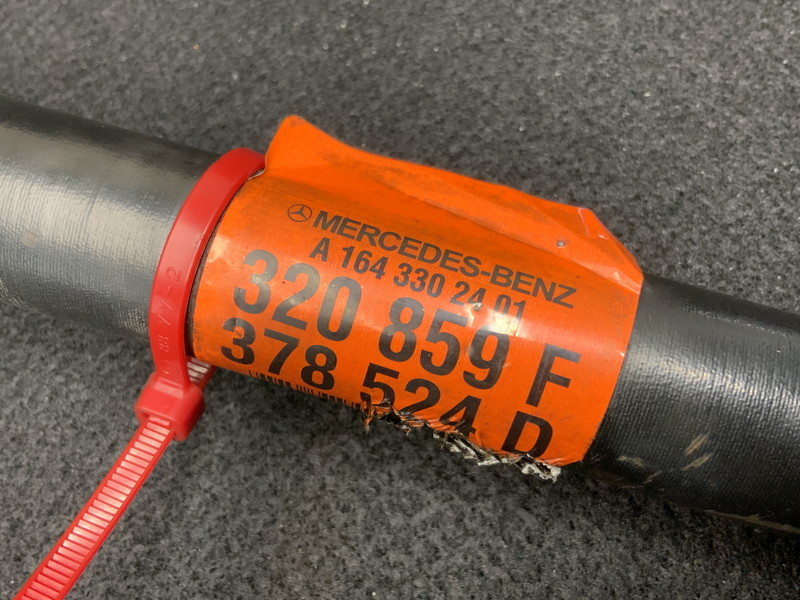 MERCEDES-BENZ
A 164 330 24 01
320 859 F
378 524 D